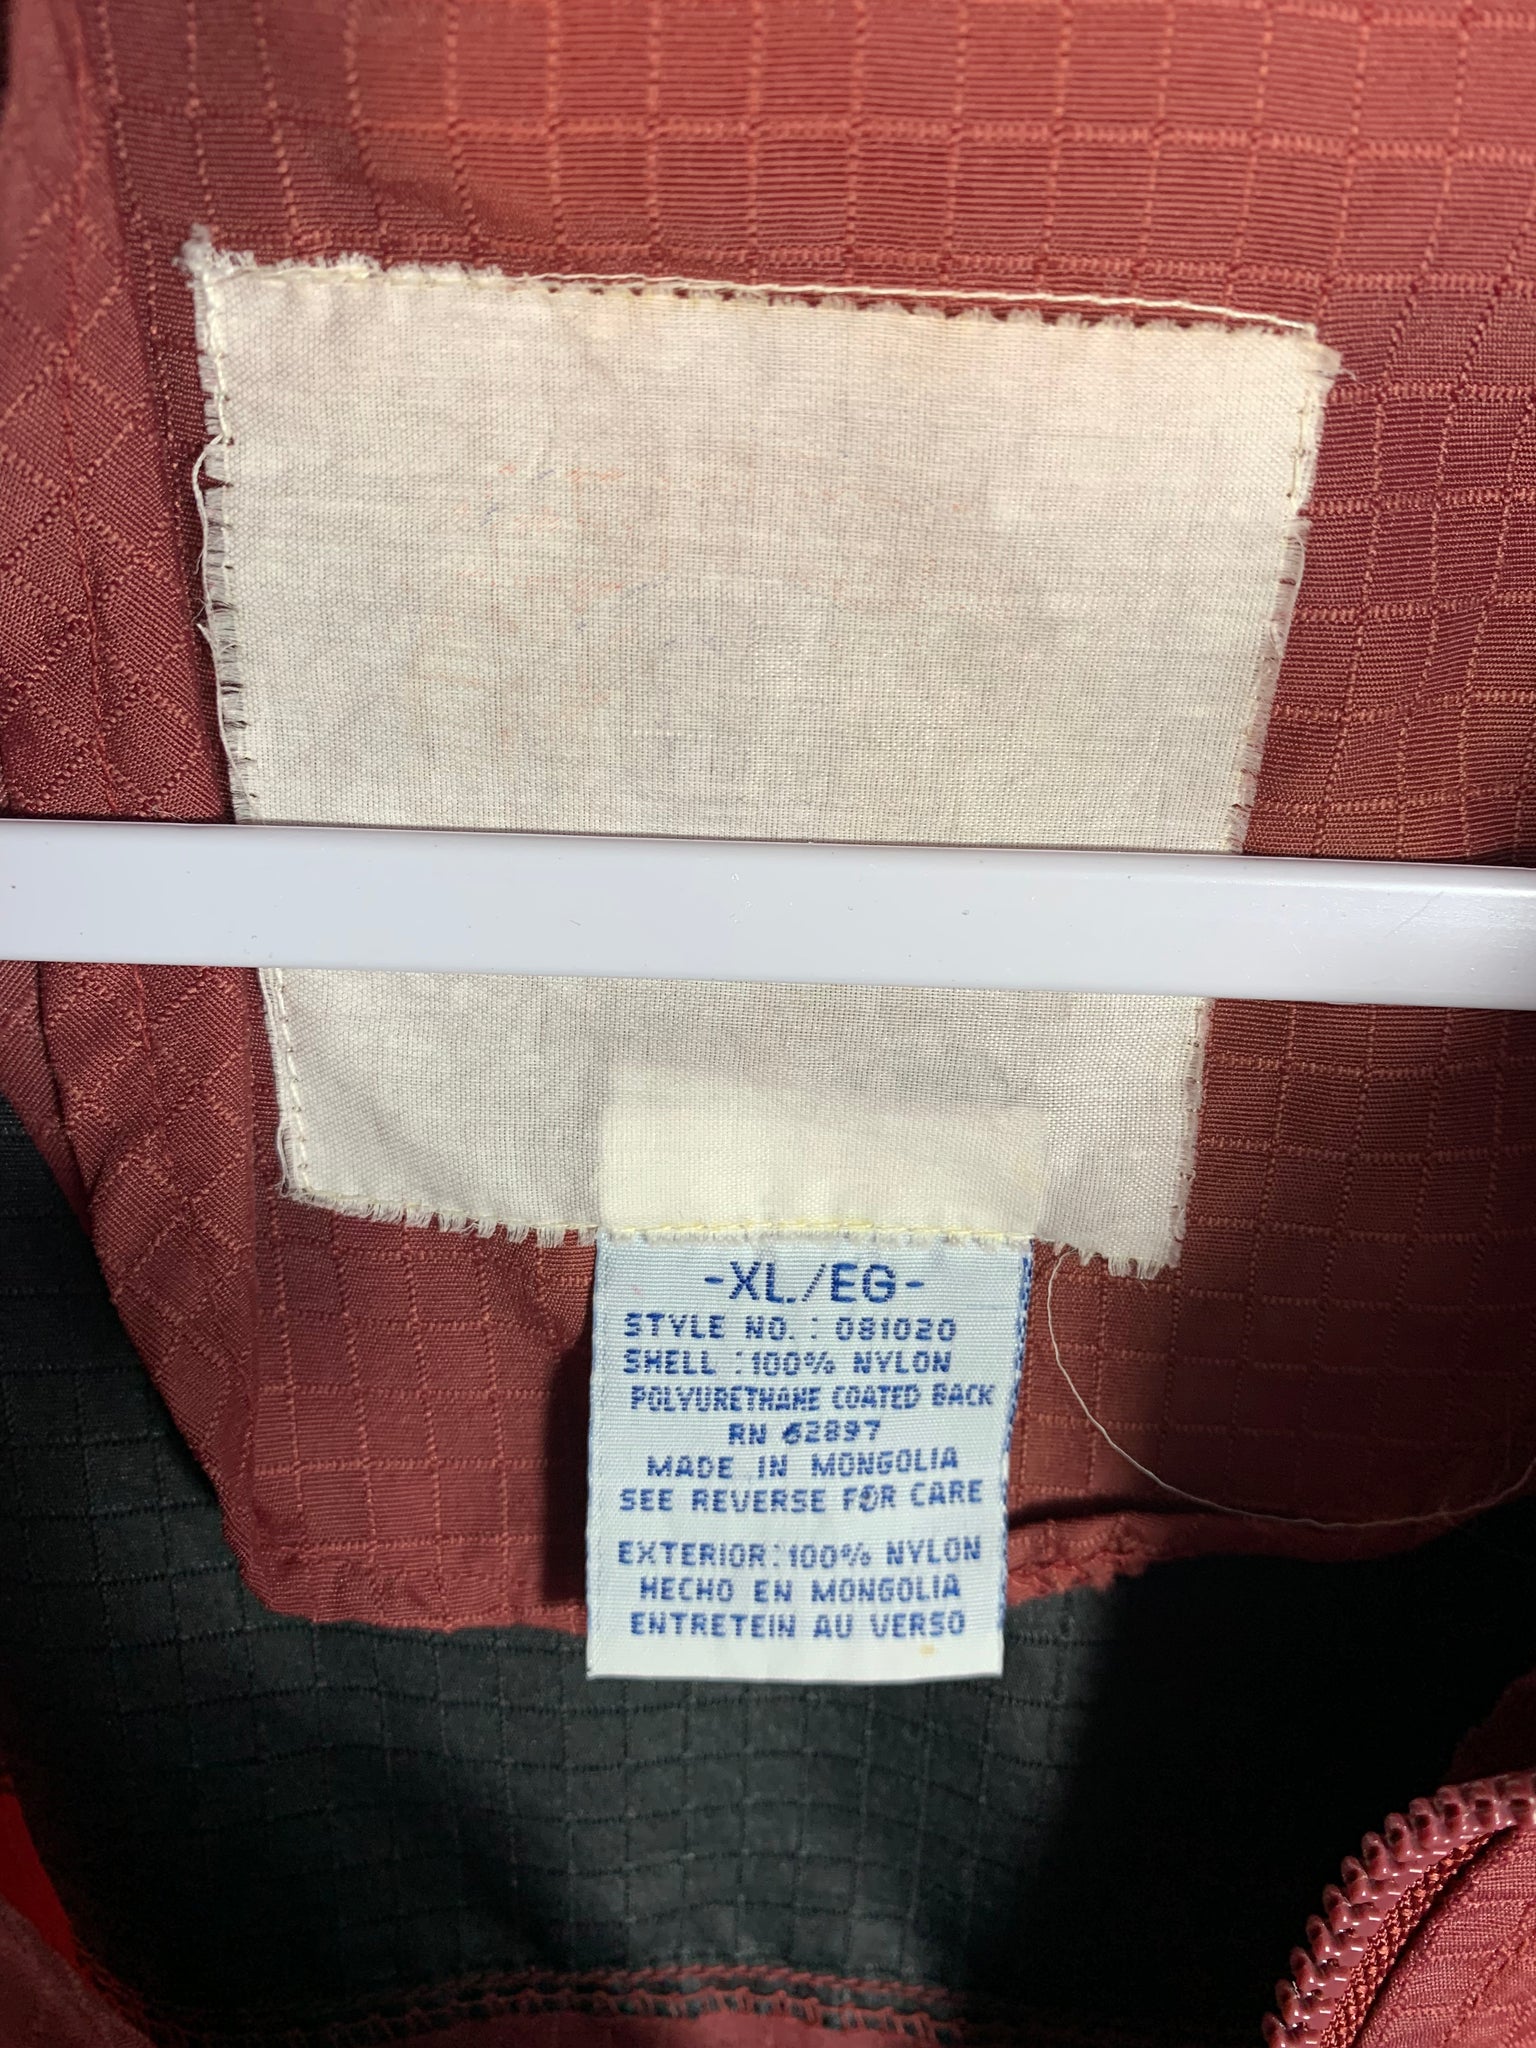 -XL/EG-
STYLE NO.: 081020
SHELL :100% NYLON
POLYURETHANE COATED BACK
RN 62897
MADE IN MONGOLIA
SEE REVERSE FOR CARE
EXTERIOR:100% NYLON
HECHO EN MONGOLIA
ENTRETEIN AU VERSO